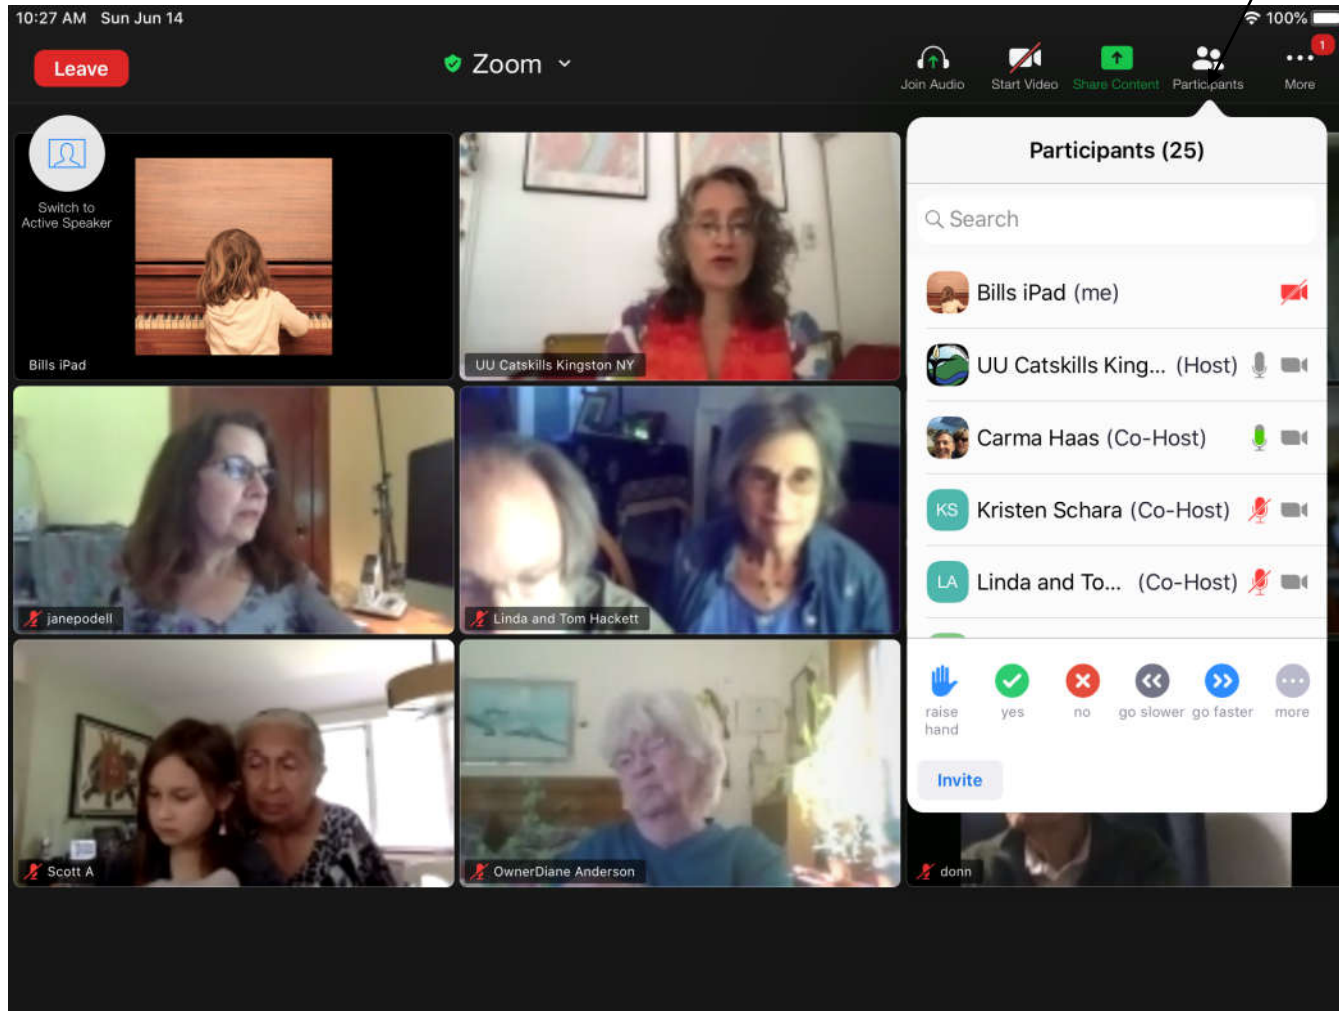 10:27 AM Sun Jun 14
100%
Leave
Zoom
Join Audio
Start Video
Share Content
Participants
1
More
Switch to
Active Speaker
Bills iPad
UU Catskills Kingston NY
janepodell
Linda and Tom Hackett
Scott A
OwnerDiane Anderson
donn
Participants (25)
Search
Bills iPad (me)
UU Catskills King... (Host)
Carma Haas (Co-Host)
KS Kristen Schara (Co-Host)
LA Linda and To... (Co-Host)
raise
hand
yes
no
go slower
go faster
more
Invite